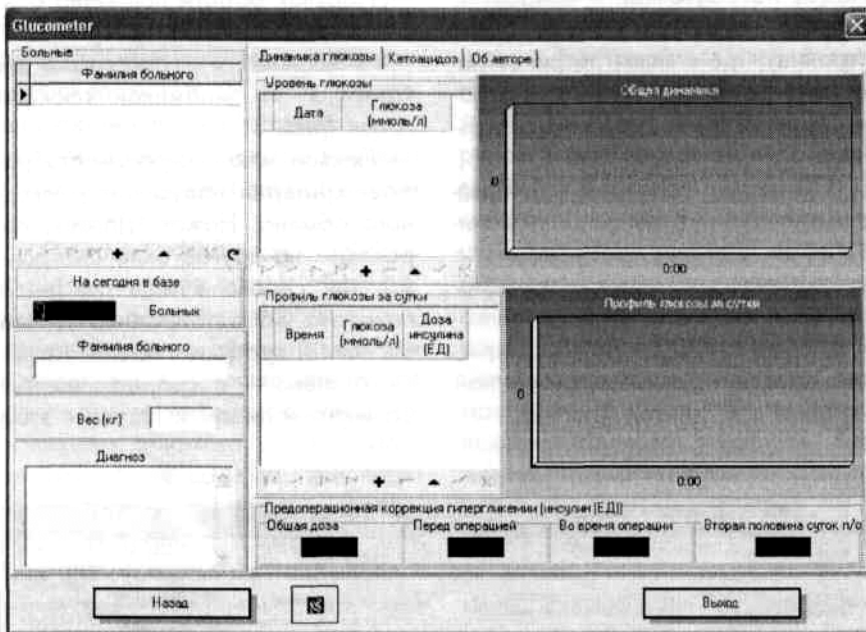 Glucometer
Больные
Фамилия больного
На сегодня в базе
Больных
Фамилия больного
Вес (кг)
Диагноз
Динамика глюкозы
Кетоацидоз
Об авторе
Уровень глюкозы
Дата
Глюкоза (ммоль/л)
Общая динамика
0
0:00
Профиль глюкозы за сутки
Время
Глюкоза (ммоль/л)
Доза инсулина (ЕД)
Профиль глюкозы за сутки
0
0:00
Предоперационная коррекция гипергликемии (инсулин [ЕД])
Общая доза
Перед операцией
Во время операции
Вторая половина суток п/о
Назад
Выход